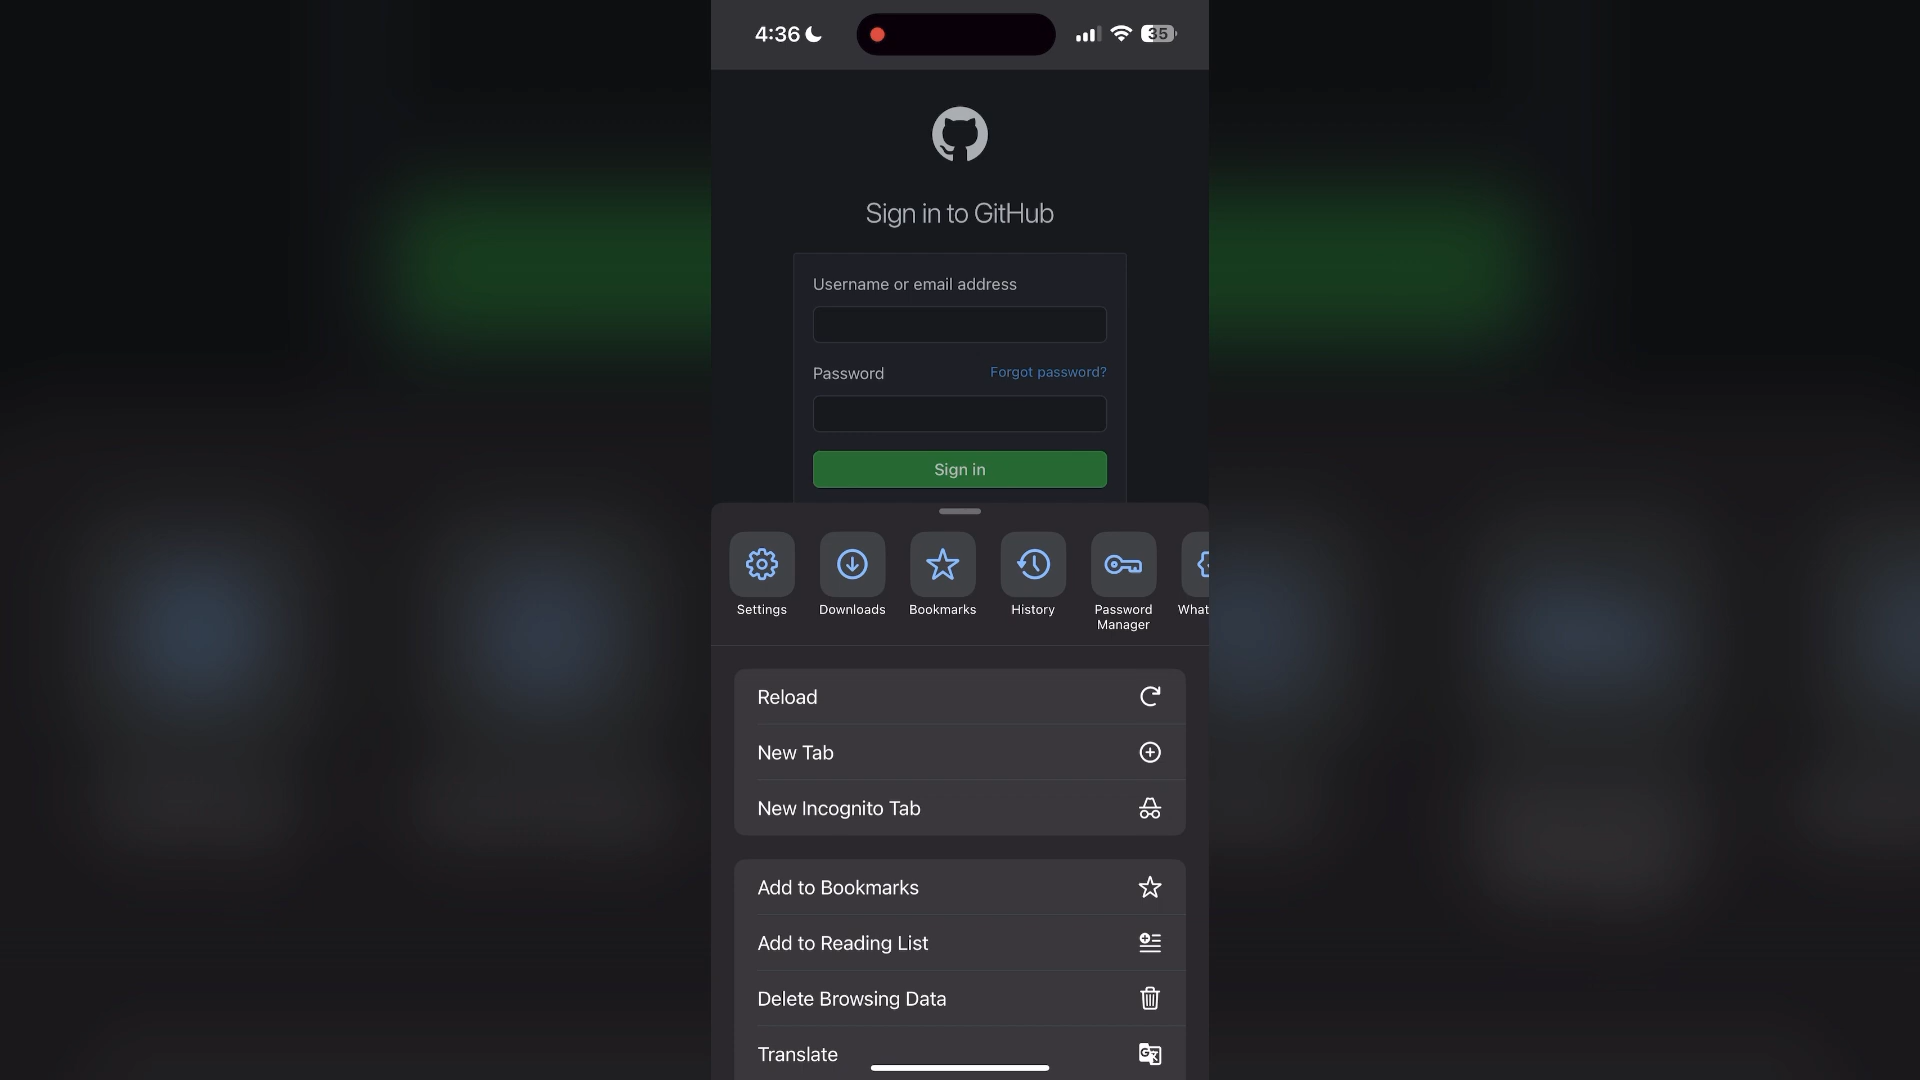 4:36
35
Sign in to GitHub
Username or email address
Password
Forgot password?
Sign in
Settings
Downloads
Bookmarks
History
Password
Manager
What
Reload
New Tab
New Incognito Tab
Add to Bookmarks
Add to Reading List
Delete Browsing Data
Translate